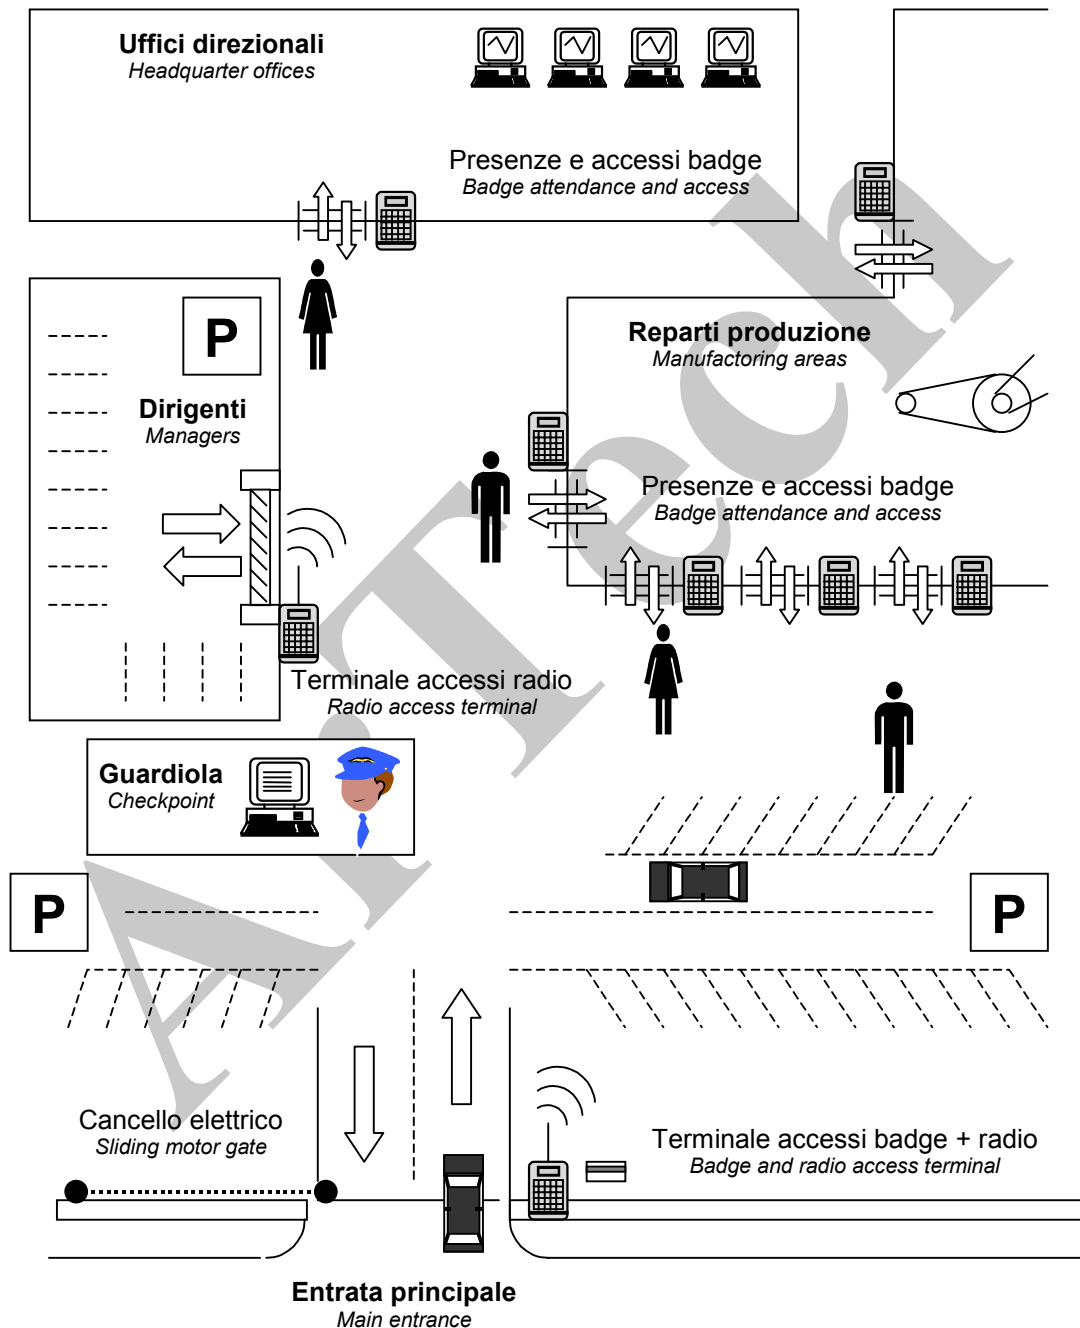 Uffici direzionali
Headquarter offices
Presenze e accessi badge
Badge attendance and access
P
Dirigenti
Managers
Reparti produzione
Manufactoring areas
Presenze e accessi badge
Badge attendance and access
Terminale accessi radio
Radio access terminal
Guardiola
Checkpoint
P
P
Cancello elettrico
Sliding motor gate
Terminale accessi badge + radio
Badge and radio access terminal
Entrata principale
Main entrance
AriTech